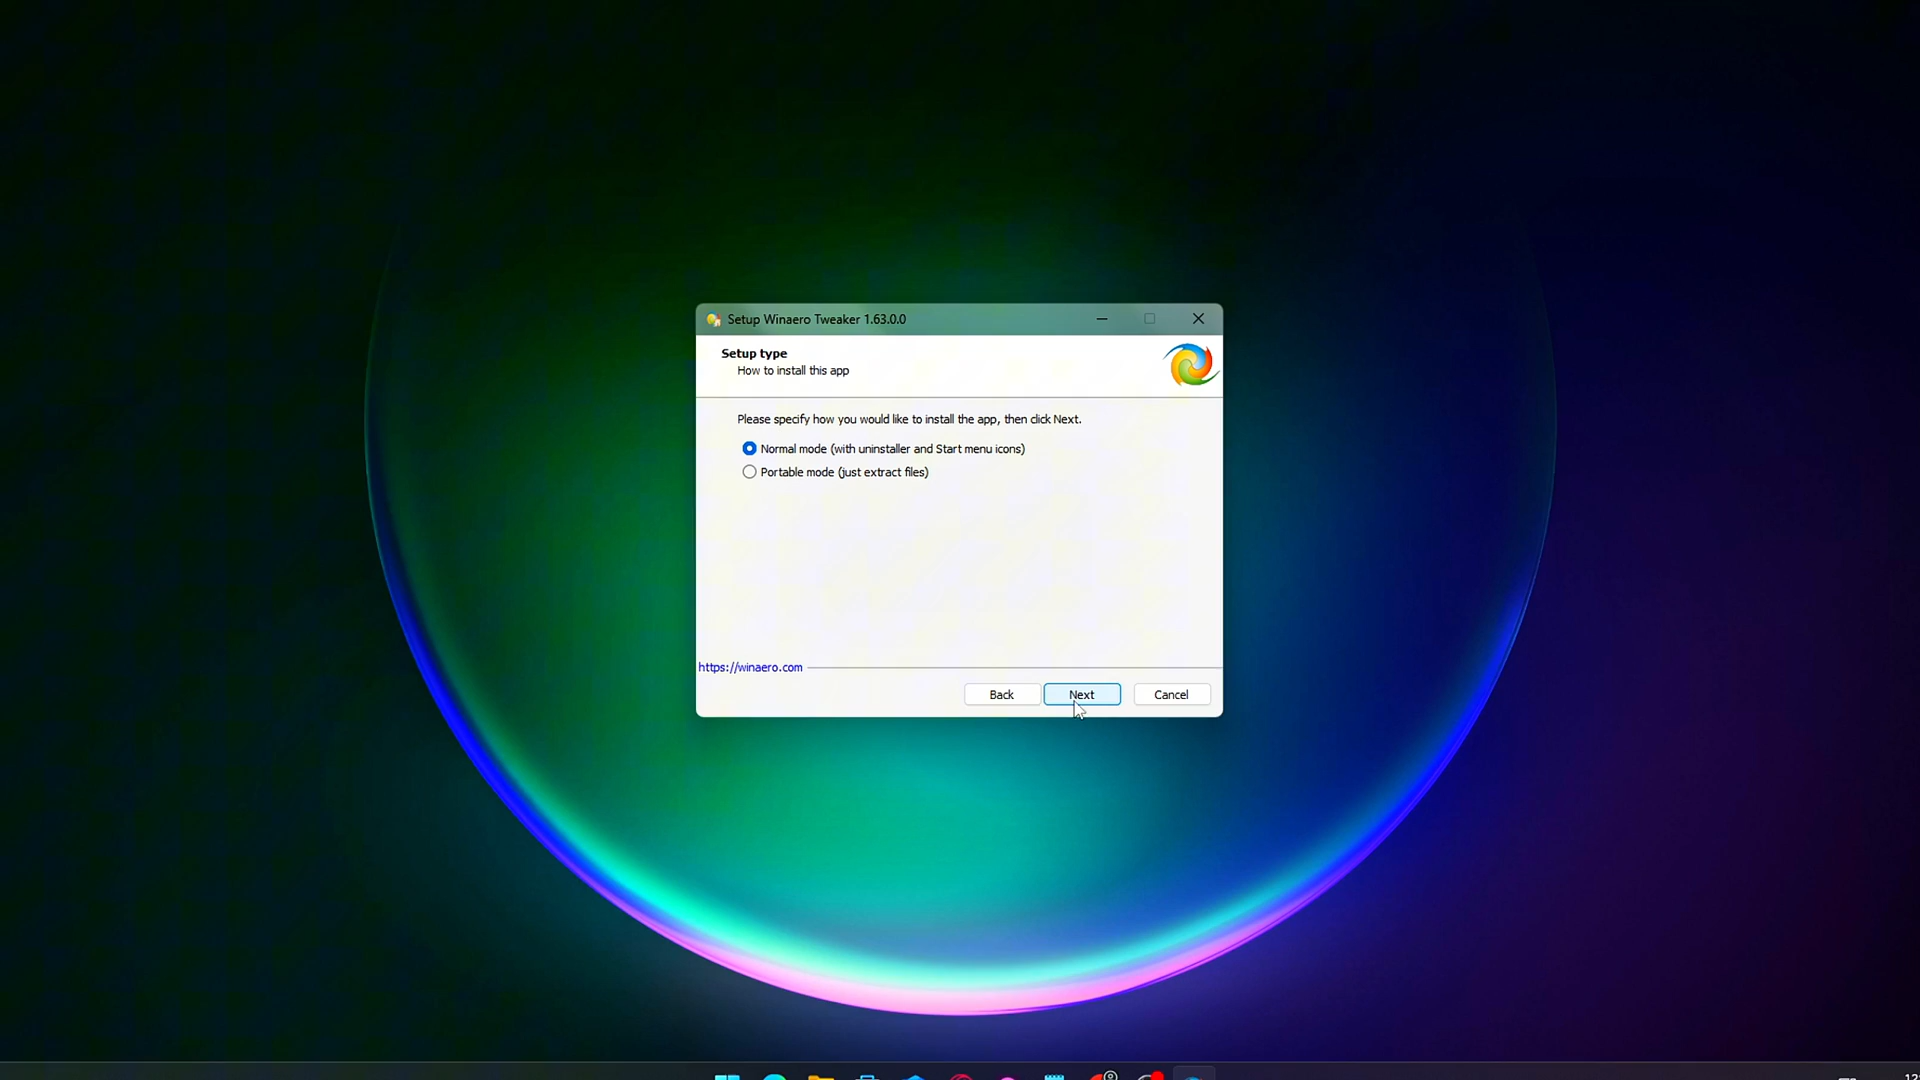 Setup Winaero Tweaker 1.63.0.0
Setup type
How to install this app
Please specify how you would like to install the app, then click Next.
Normal mode (with uninstaller and Start menu icons)
Portable mode (just extract files)
https://winaero.com
Back
Next
Cancel